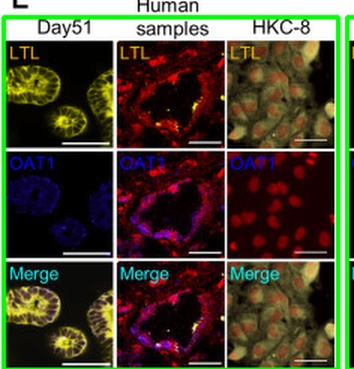 E
Human
Day51 samples HKC-8
LTL LTL LTL
OAT1 OAT1 OAT1
Merge Merge Merge